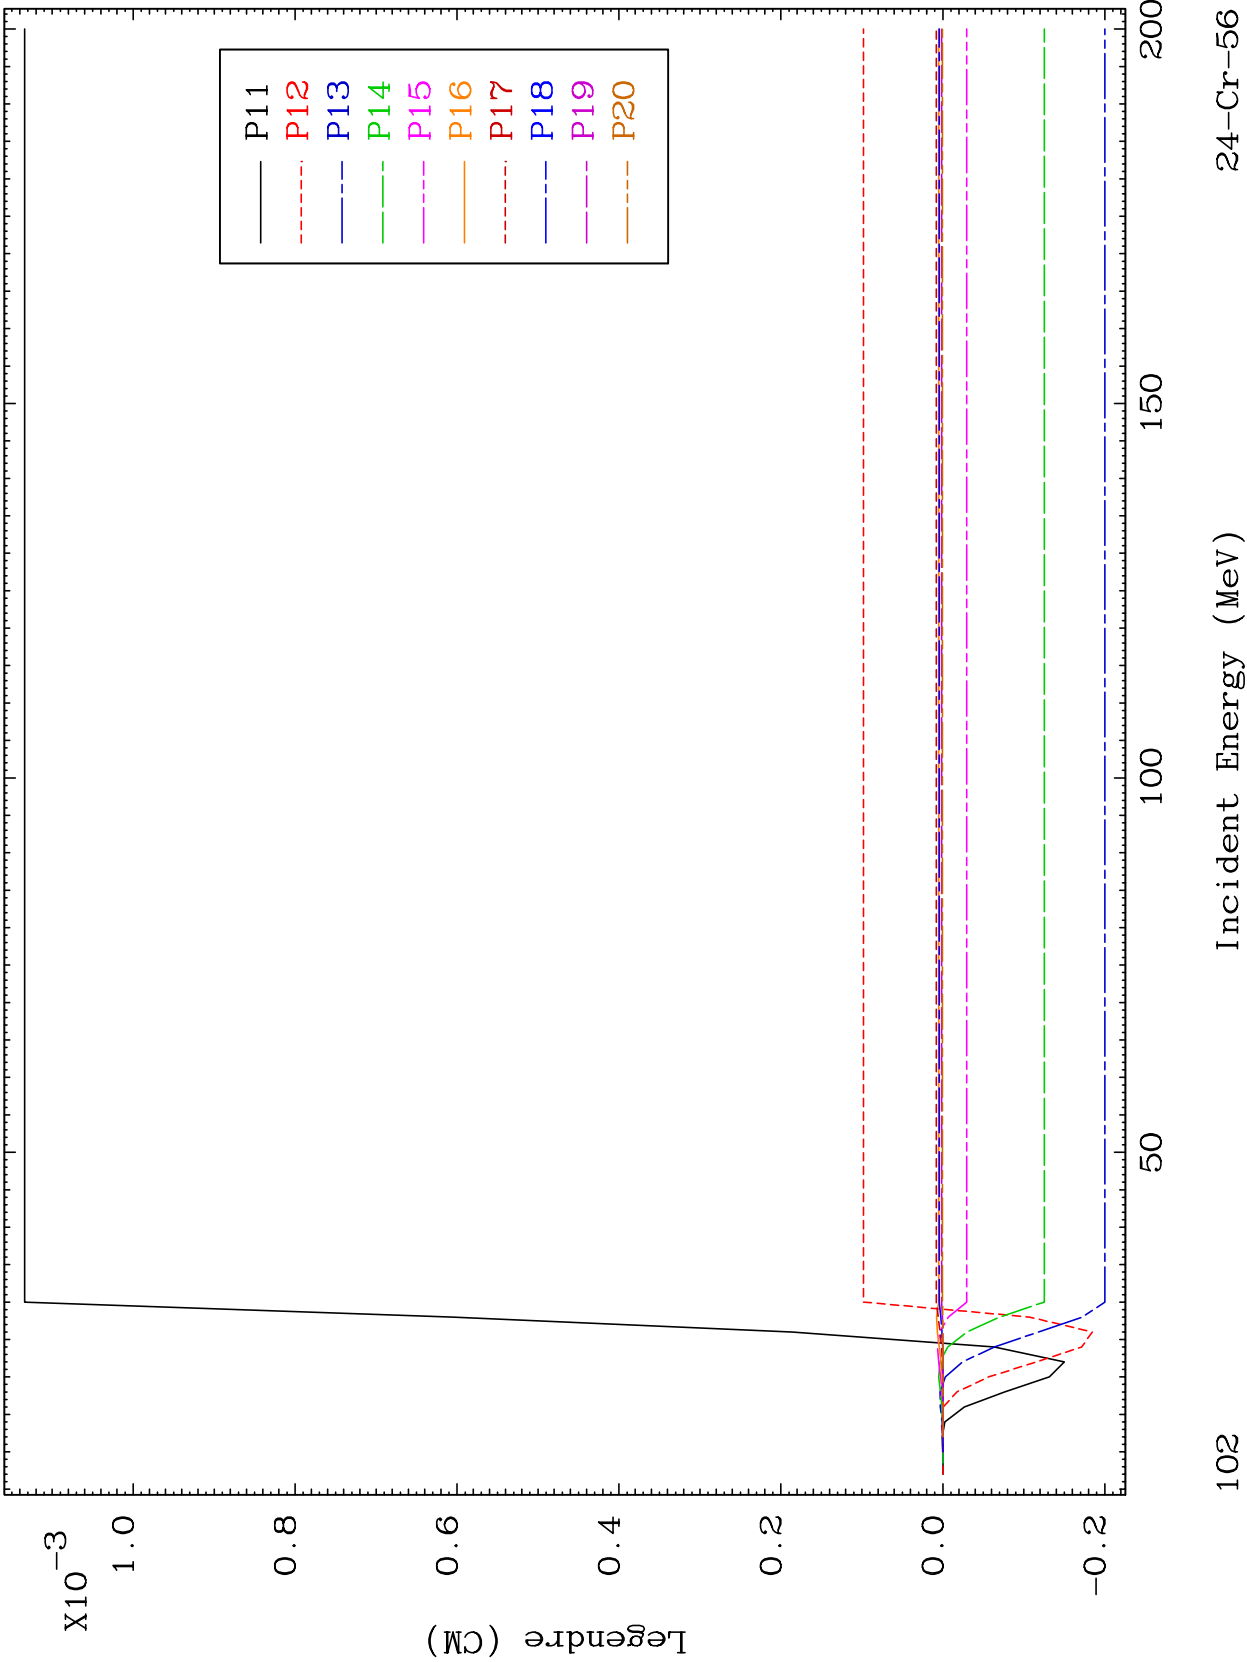 X10-3
1.0
0.8
0.6
0.4
0.2
0.0
-0.2
Legendre (CM)
P11
P12
P13
P14
P15
P16
P17
P18
P19
P20
50
100
150
200
102
Incident Energy (MeV)
24-Cr-56